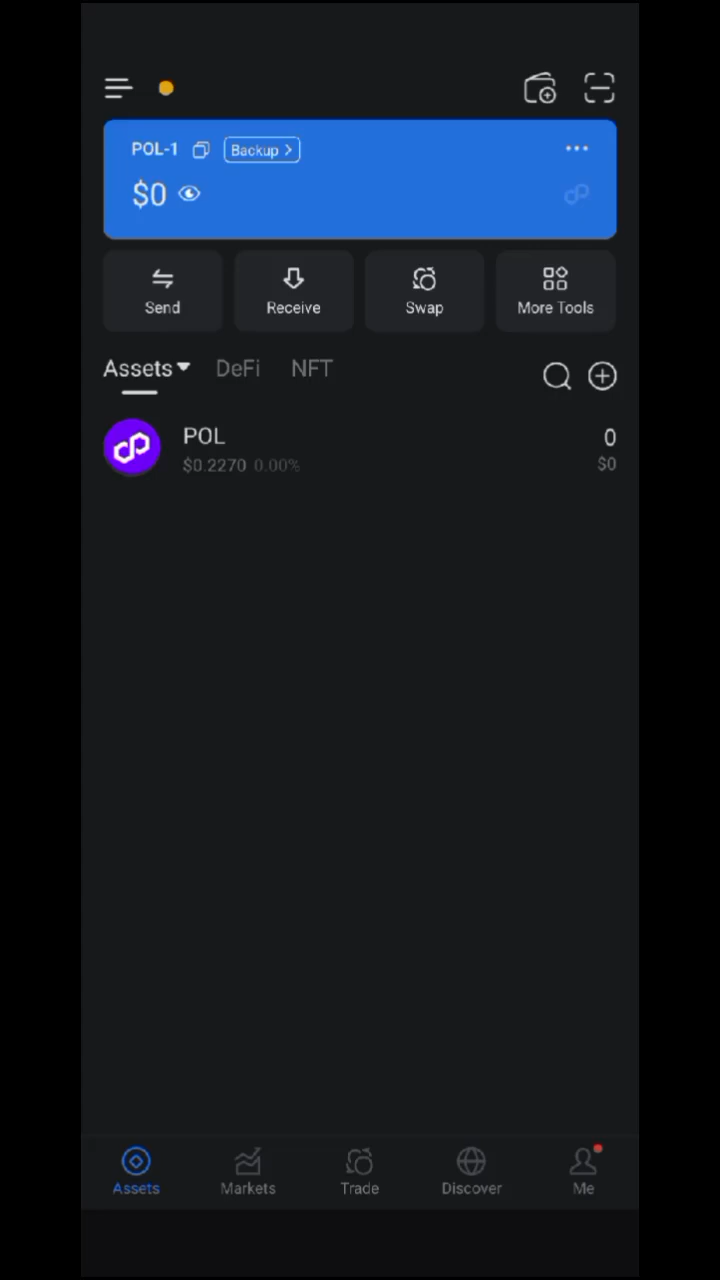 POL-1 Backup >
$0
Send Receive Swap More Tools
Assets DeFi NFT
POL 0
$0.2270 0.00% $0
Assets Markets Trade Discover Me